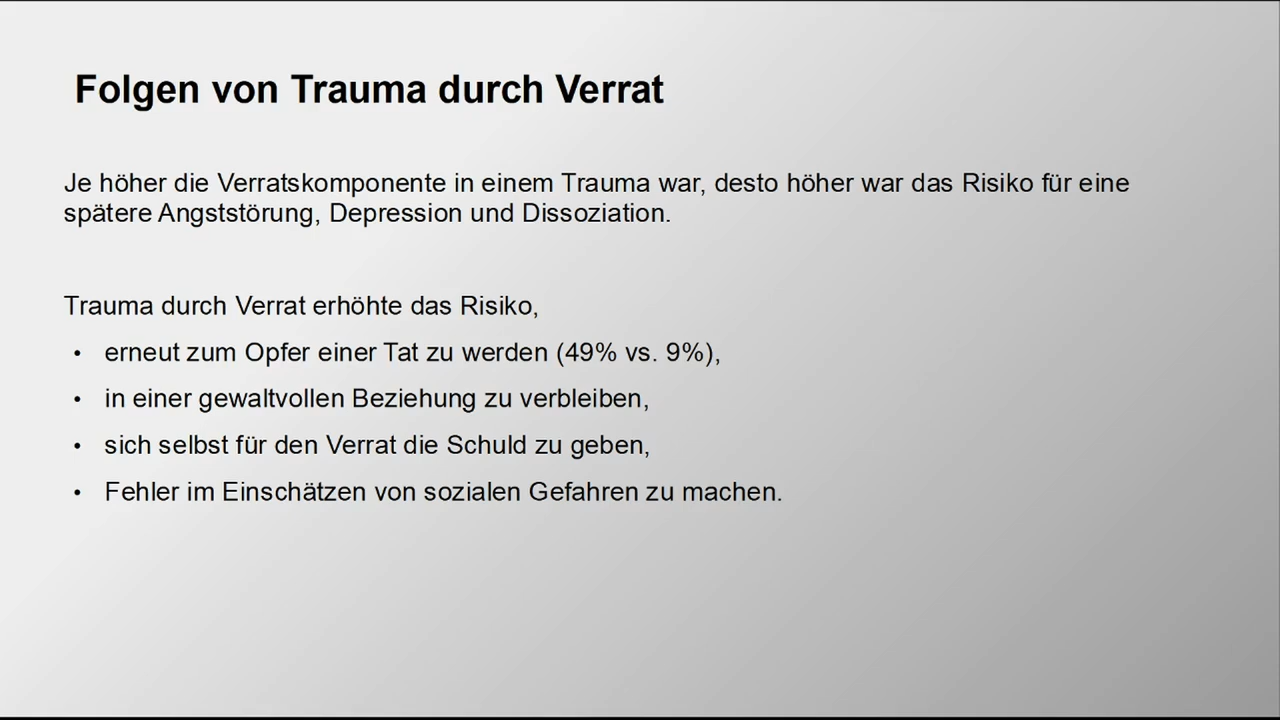 Folgen von Trauma durch Verrat
Je höher die Verratskomponente in einem Trauma war, desto höher war das Risiko für eine
spätere Angststörung, Depression und Dissoziation.
Trauma durch Verrat erhöhte das Risiko,
• erneut zum Opfer einer Tat zu werden (49% vs. 9%),
• in einer gewaltvollen Beziehung zu verbleiben,
• sich selbst für den Verrat die Schuld zu geben,
• Fehler im Einschätzen von sozialen Gefahren zu machen.